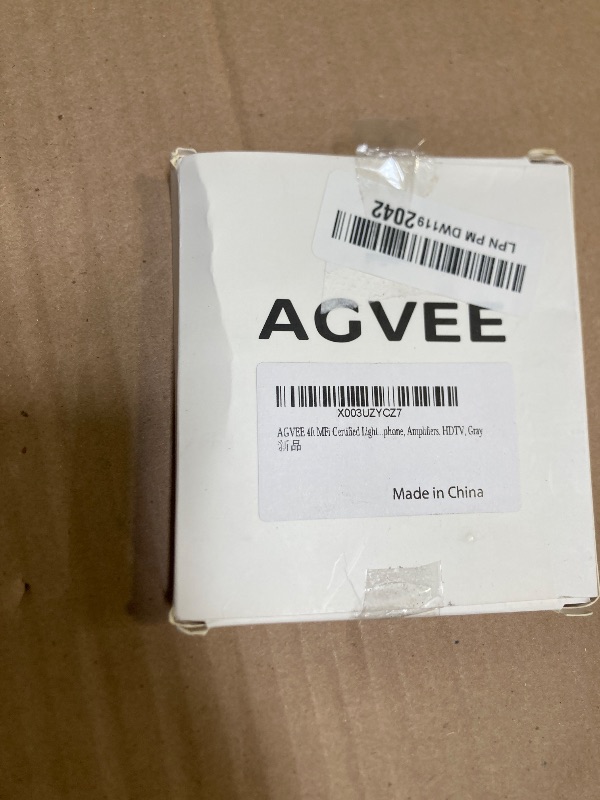 LPN PM DW1192042
AGVEE
X003UZYCZ7
AGVEE 4ft MFi Certified Light...phone, Amplifiers, HDTV, Gray
新品
Made in China